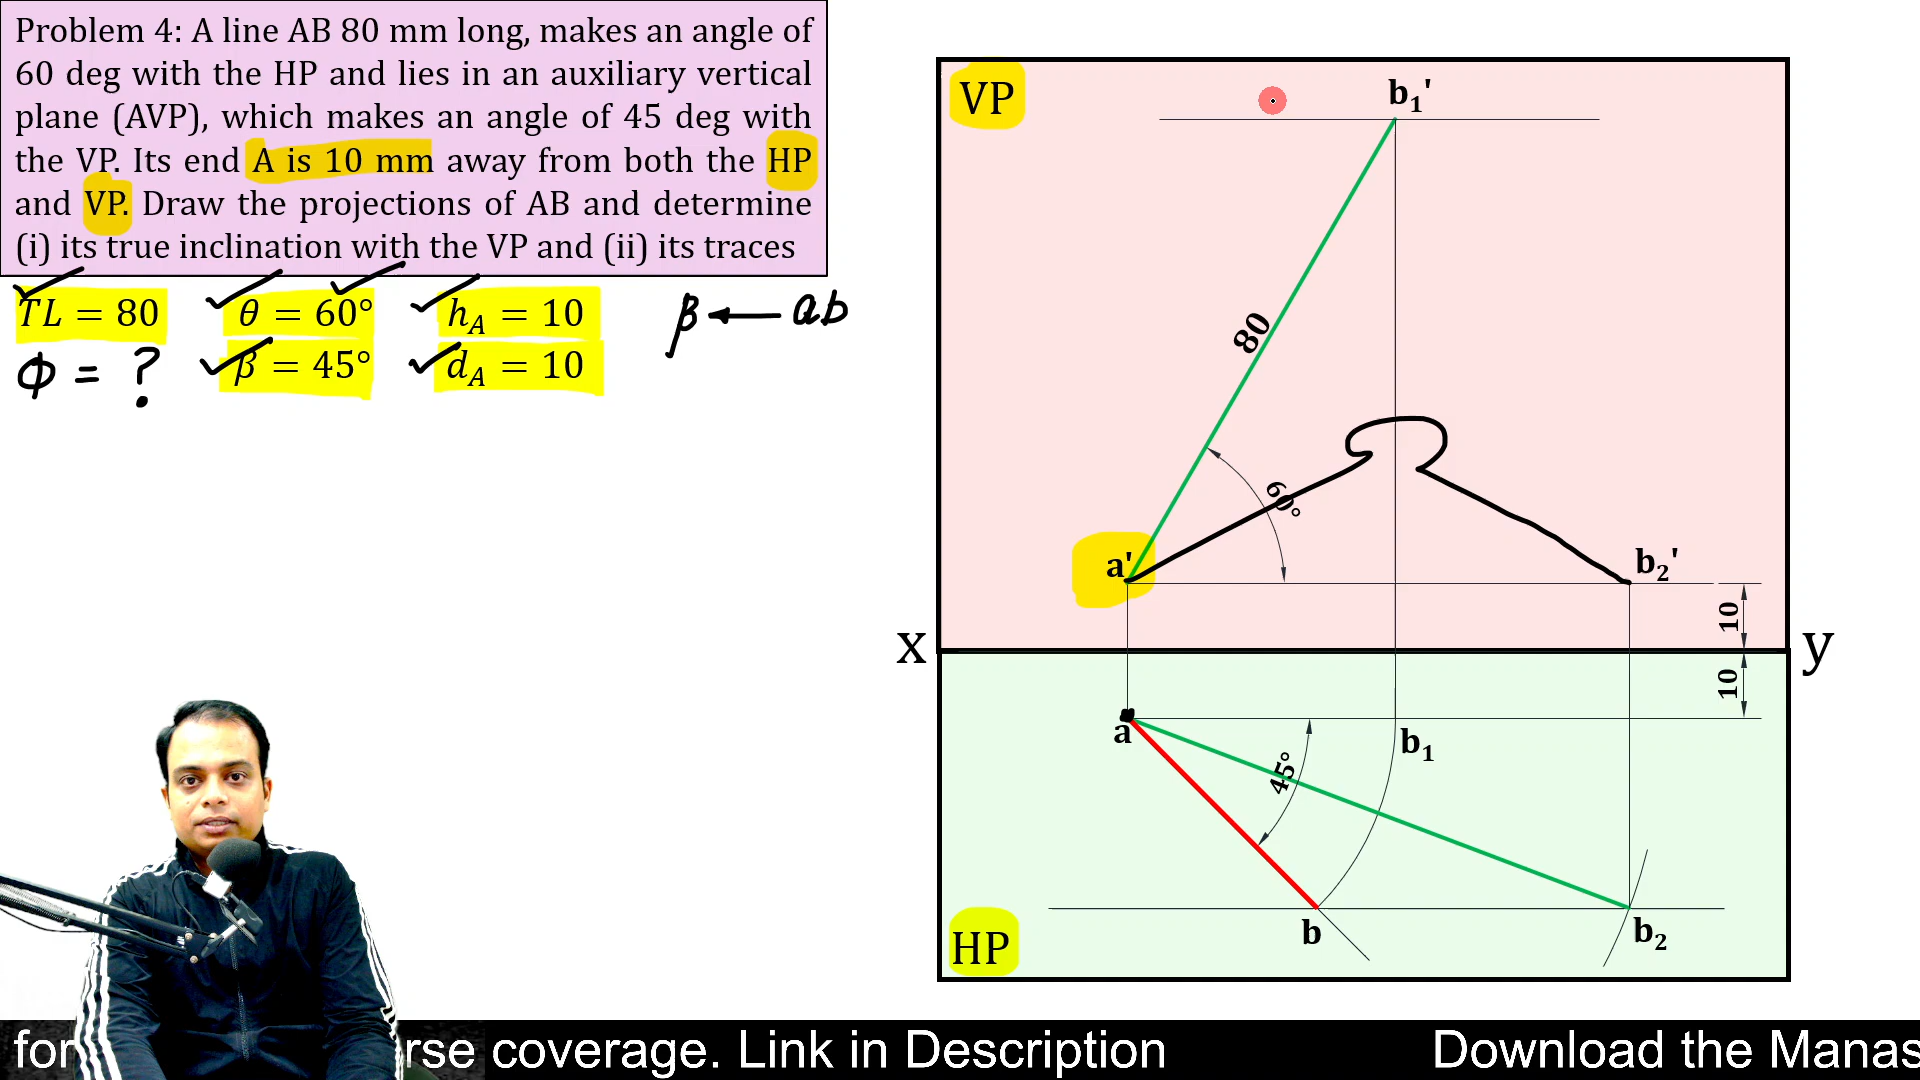 Problem 4: A line AB 80 mm long, makes an angle of
60 deg with the HP and lies in an auxiliary vertical
plane (AVP), which makes an angle of 45 deg with
the VP. Its end A is 10 mm away from both the HP
and VP. Draw the projections of AB and determine
(i) its true inclination with the VP and (ii) its traces
TL = 80 θ = 60° h_A = 10 β ← ab
Φ = ? β = 45° d_A = 10
VP
b₁'
80
60°
a'
b₂'
10
x
y
10
a
b₁
45°
b
b₂
HP
for
rse coverage. Link in Description
Download the Manas